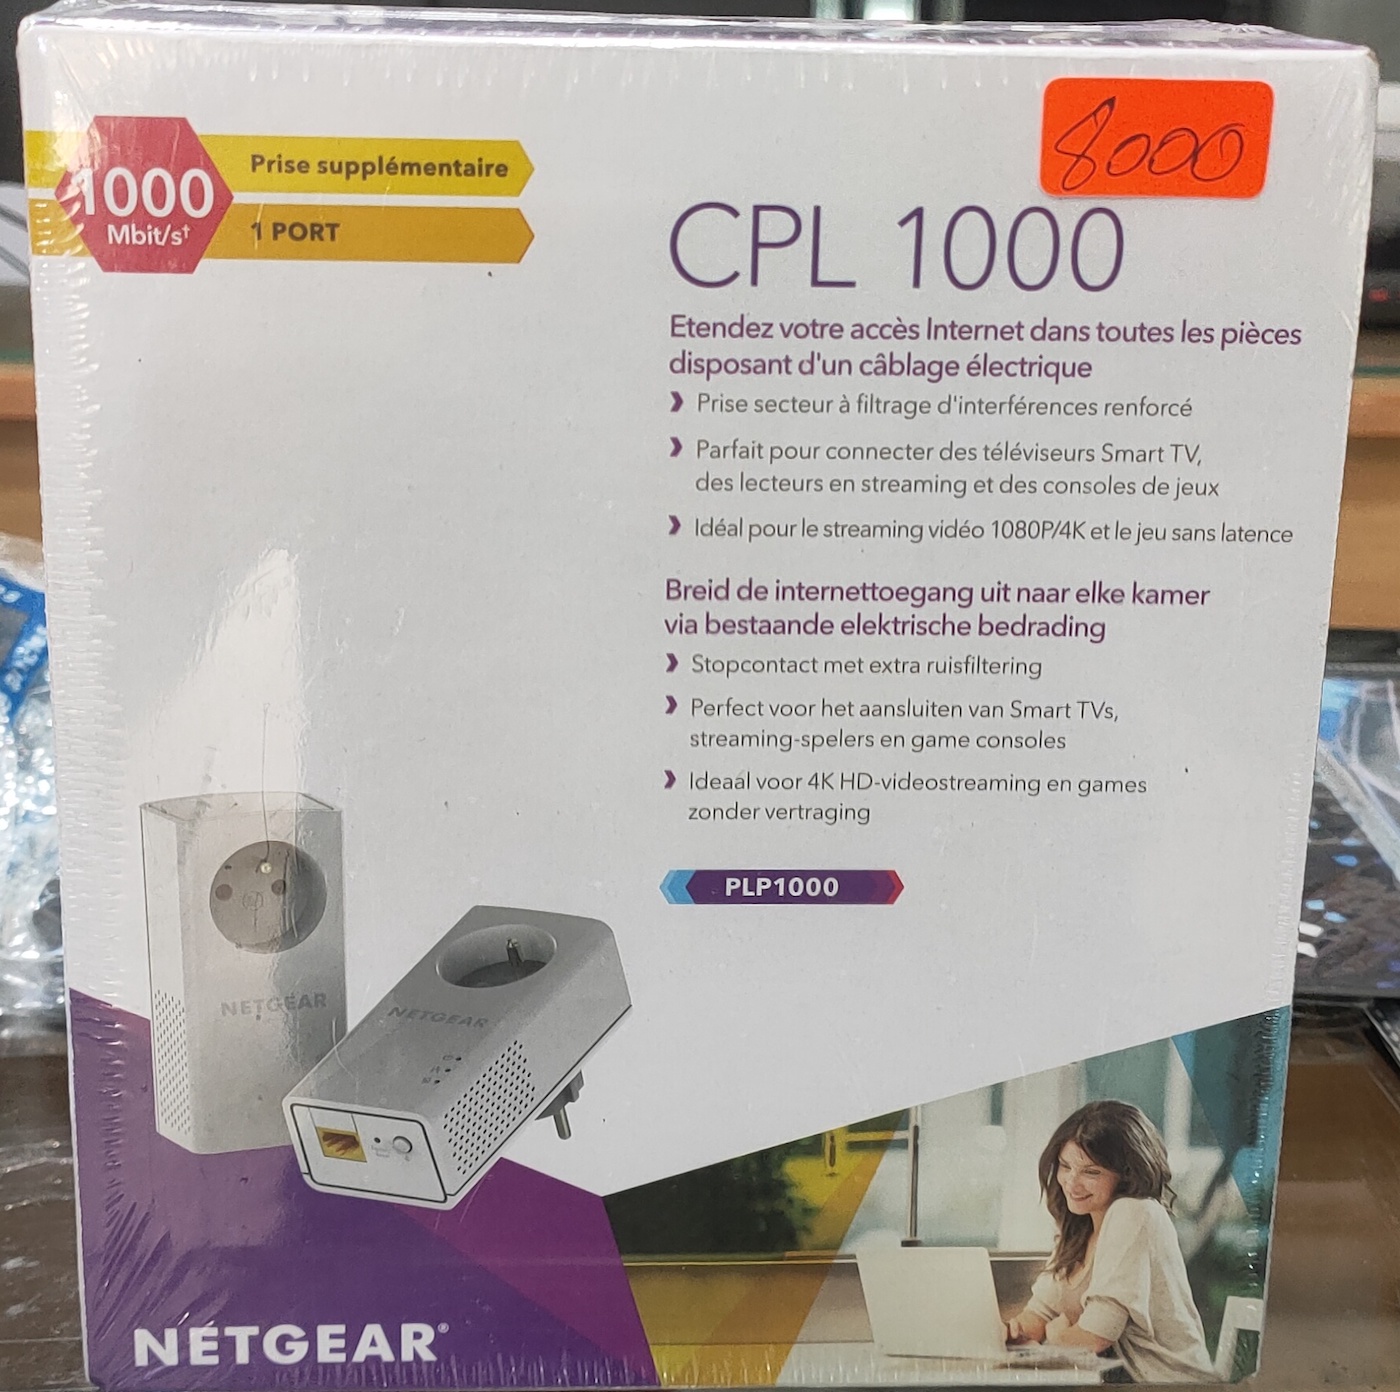 8000
1000
Mbit/s†
Prise supplémentaire
1 PORT
CPL 1000
Etendez votre accès Internet dans toutes les pièces
disposant d'un câblage électrique
Prise secteur à filtrage d'interférences renforcé
Parfait pour connecter des téléviseurs Smart TV,
des lecteurs en streaming et des consoles de jeux
Idéal pour le streaming vidéo 1080P/4K et le jeu sans latence
Breid de internettoegang uit naar elke kamer
via bestaande elektrische bedrading
Stopcontact met extra ruisfiltering
Perfect voor het aansluiten van Smart TVs,
streaming-spelers en game consoles
Ideaal voor 4K HD-videostreaming en games
zonder vertraging
PLP1000
NETGEAR
NETGEAR
NETGEAR®